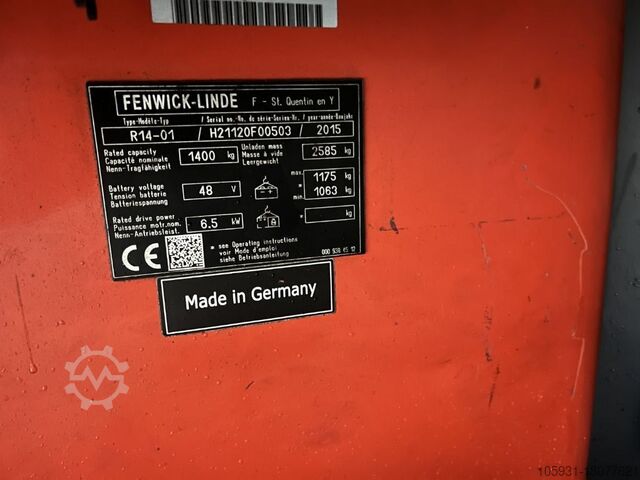 FENWICK-LINDE F - St. Quentin en Y
Type-Modèle-Typ / Serial no.-No. de série-Serien-Nr. / year-année-Baujahr
R14-01 / H21120F00503 / 2015
Rated capacity
Capacité nominale
Nenn-Tragfähigkeit
1400 kg
Unladen mass
Masse à vide
Leergewicht
2585 kg
Battery voltage
Tension batterie
Batteriespannung
48 V
max. 1175 kg
min. 1063 kg
Rated drive power
Puissance motr.nom.
Nenn-Antriebsleist.
6.5 kW
* kg
CE
* see Operating instructions
voir Mode d'emploi
siehe Betriebsanleitung
Made in Germany